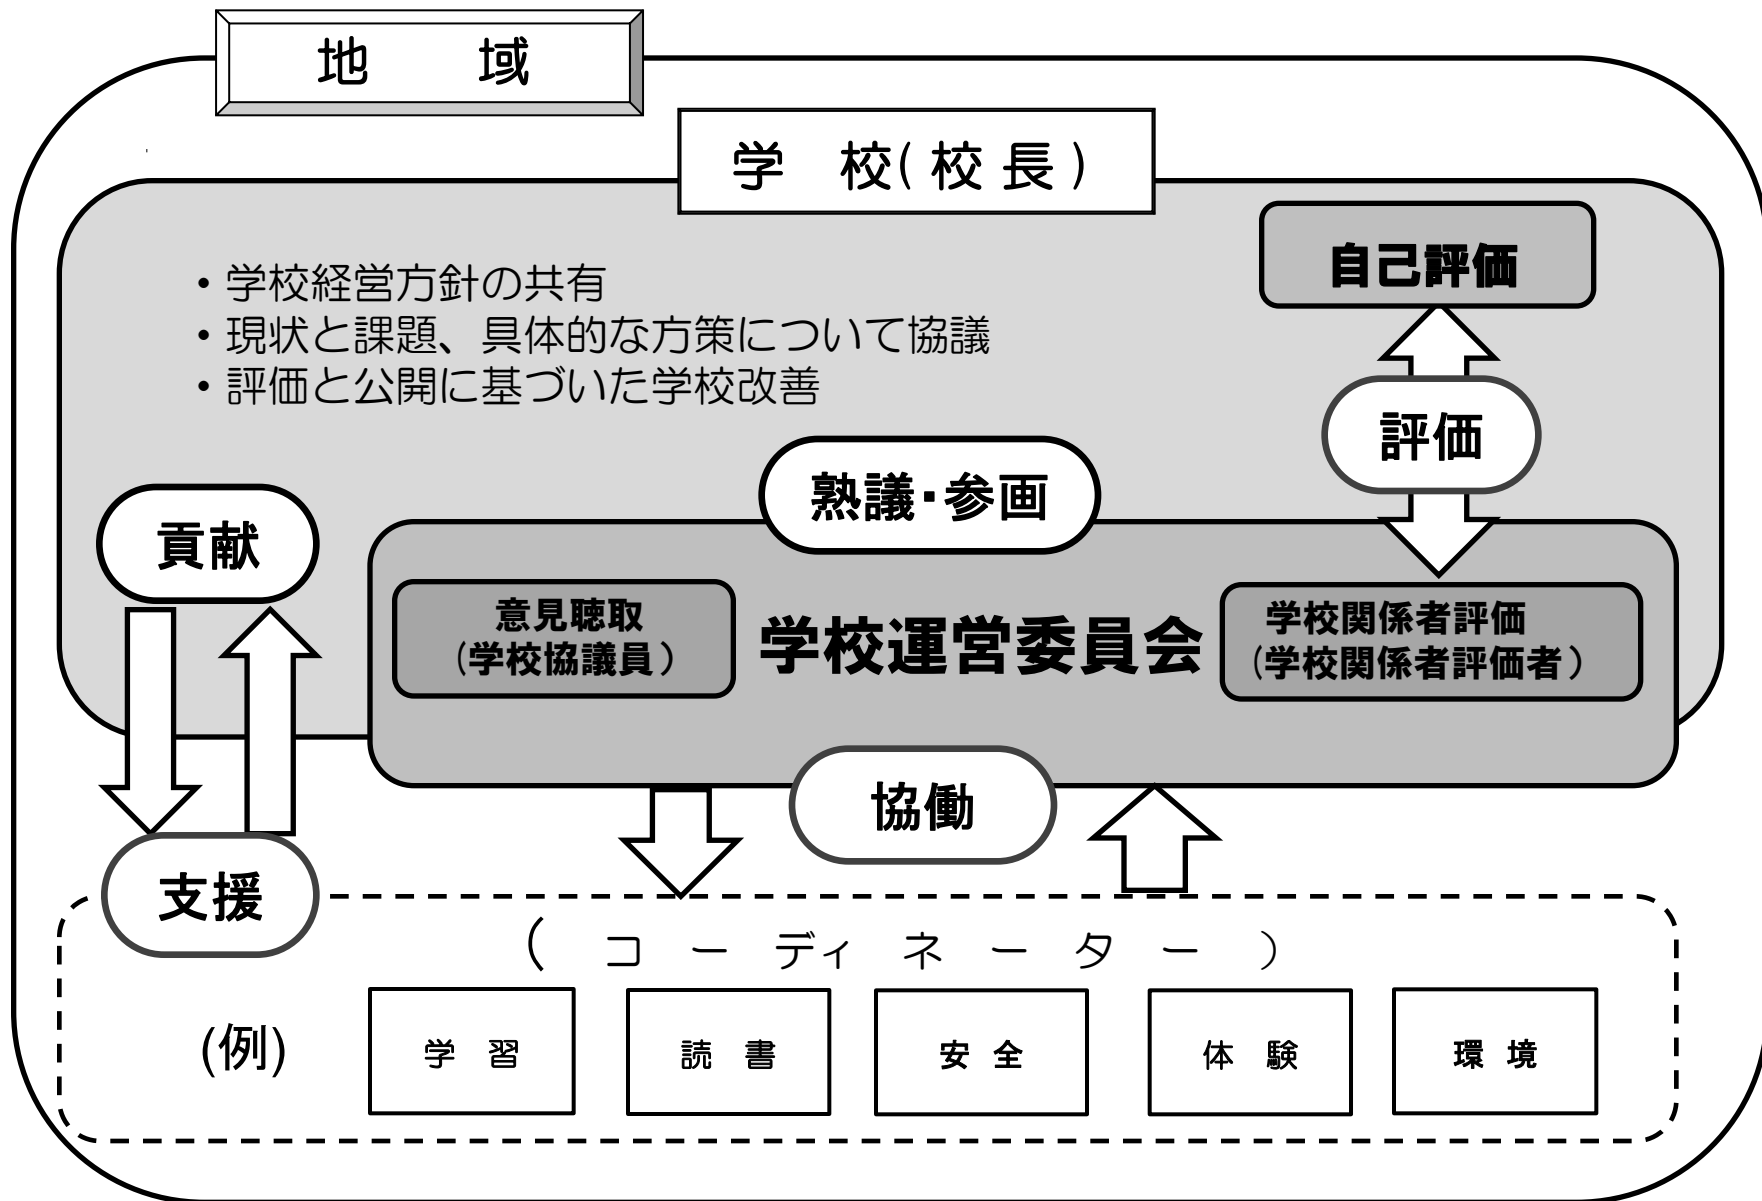 地　域
学　校(校長)
自己評価
・学校経営方針の共有
・現状と課題、具体的な方策について協議
・評価と公開に基づいた学校改善
評価
熟議・参画
貢献
意見聴取
(学校協議員)
学校運営委員会
学校関係者評価
(学校関係者評価者)
協働
支援
(コーディネーター)
(例)
学習
読書
安全
体験
環境